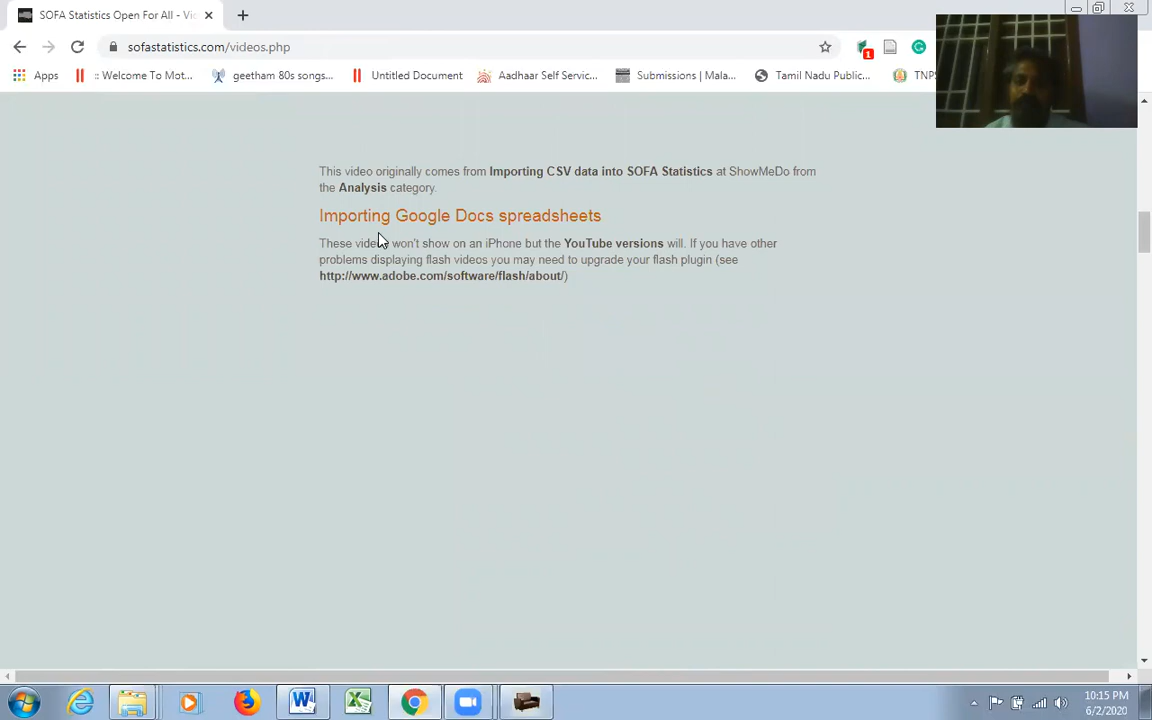 SOFA Statistics Open For All - Vi
sofastatistics.com/videos.php
1
Apps
:: Welcome To Mot...
geetham 80s songs...
Untitled Document
Aadhaar Self Servic...
Submissions | Mala...
Tamil Nadu Public...
TNPS
This video originally comes from Importing CSV data into SOFA Statistics at ShowMeDo from
the Analysis category.
Importing Google Docs spreadsheets
These videos won't show on an iPhone but the YouTube versions will. If you have other
problems displaying flash videos you may need to upgrade your flash plugin (see
http://www.adobe.com/software/flash/about/)
10:15 PM
6/2/2020